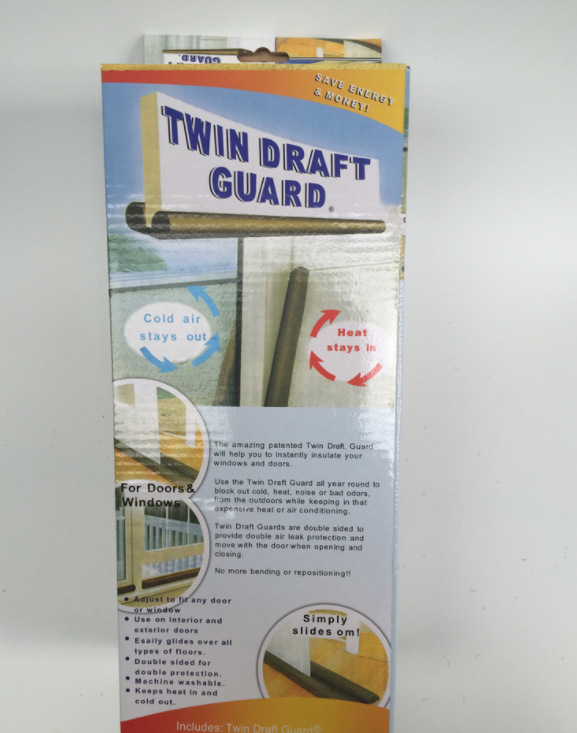 GUARD
SAVE ENERGY
& MONEY!
TWIN DRAFT
GUARD®
Cold air
stays out
Heat
stays in
The amazing patented Twin Draft, Guard
will help you to instantly insulate your
windows and doors.
Use the Twin Draft Guard all year round to
block out cold, heat, noise or bad odors,
from the outdoors while keeping in that
expensive heat or air conditioning.
Twin Draft Guards are double sided to
provide double air leak protection and
move with the door when opening and
closing.
No more bending or repositioning!!
For Doors&
Windows
• Adjust to fit any door
or window
• Use on interior and
exterior doors
• Esaily glides over all
types of floors.
• Double sided for
double protection.
• Machine washable.
• Keeps heat in and
cold out.
Simply
slides om!
Includes: Twin Draft Guard®